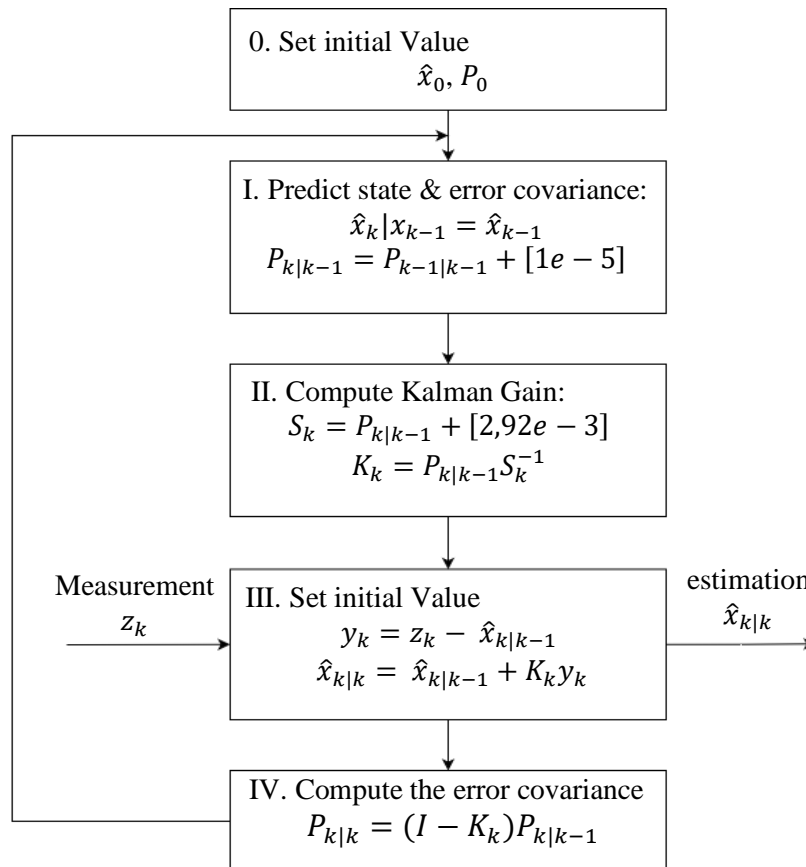 0. Set initial Value
x̂₀, P₀
I. Predict state & error covariance:
x̂ₖ|xₖ₋₁ = x̂ₖ₋₁
Pₖ|ₖ₋₁ = Pₖ₋₁|ₖ₋₁ + [1e − 5]
II. Compute Kalman Gain:
Sₖ = Pₖ|ₖ₋₁ + [2,92e − 3]
Kₖ = Pₖ|ₖ₋₁Sₖ⁻¹
Measurement
zₖ
III. Set initial Value
yₖ = zₖ − x̂ₖ|ₖ₋₁
x̂ₖ|ₖ = x̂ₖ|ₖ₋₁ + Kₖyₖ
estimation
x̂ₖ|ₖ
IV. Compute the error covariance
Pₖ|ₖ = (I − Kₖ)Pₖ|ₖ₋₁